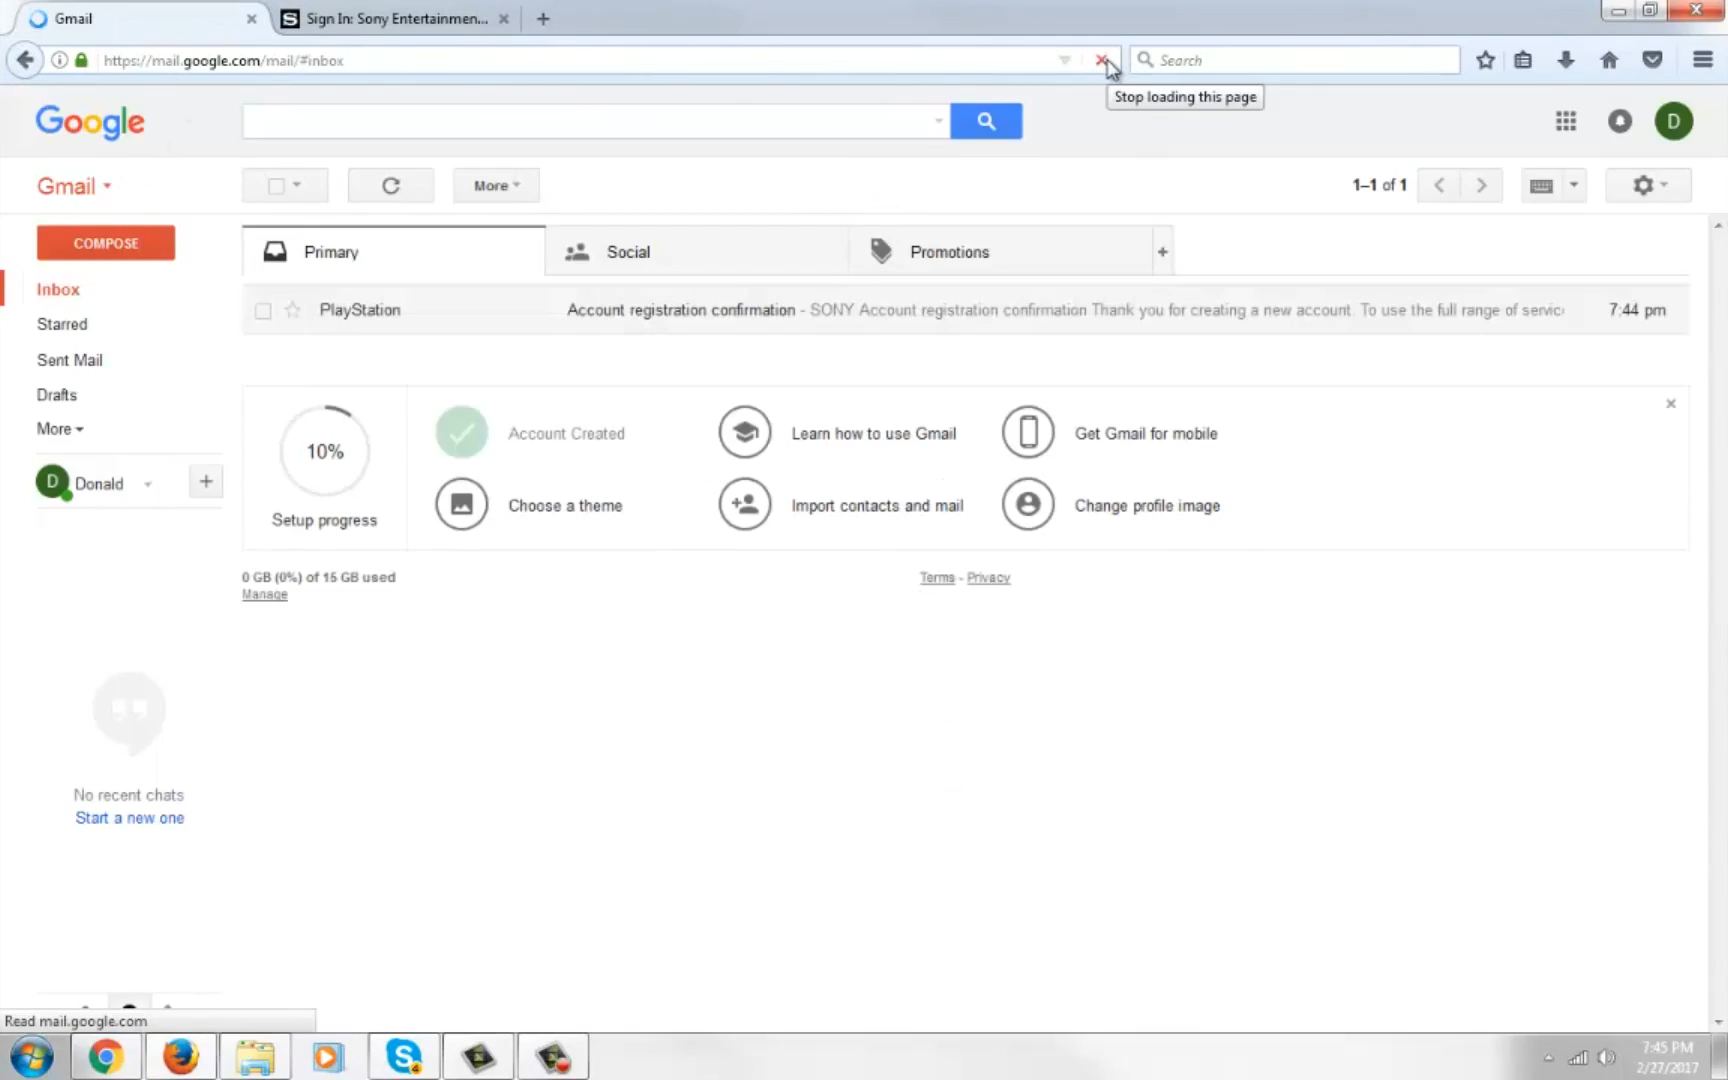 Gmail
Sign In: Sony Entertainmen...
https://mail.google.com/mail/#inbox
Search
Stop loading this page
Google
D
Gmail
More
1–1 of 1
COMPOSE
Primary
Social
Promotions
Inbox
PlayStation
Account registration confirmation - SONY Account registration confirmation Thank you for creating a new account. To use the full range of servic
7:44 pm
Starred
Sent Mail
Drafts
More
10%
Setup progress
Account Created
Learn how to use Gmail
Get Gmail for mobile
D Donald
Choose a theme
Import contacts and mail
Change profile image
0 GB (0%) of 15 GB used
Manage
Terms - Privacy
No recent chats
Start a new one
Read mail.google.com
4
7:45 PM
2/27/2017